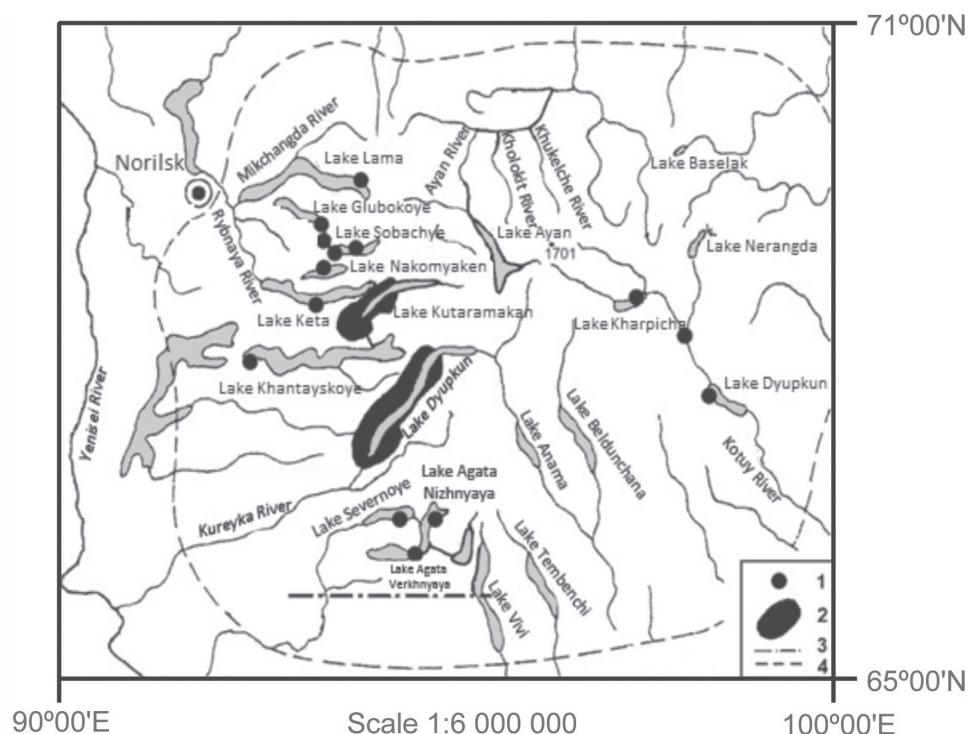 71º00'N
Norilsk
Mikchangda River
Lake Lama
Ayan River
Kholokit River
Khukelche River
Lake Baselak
Lake Glubokoye
Rybnaya River
Lake Sobachye
Lake Ayan
1701
Lake Nerangda
Lake Nakomyaken
Lake Keta
Lake Kutaramakan
Lake Kharpicha
Lake Khantayskoye
Lake Dyupkun
Lake Dyupkun
Yenisei River
Lake Anama
Lake Beldunchana
Kotuy River
Lake Agata
Nizhnyaya
Kureyka River
Lake Severnoye
Lake Agata
Verkhnyaya
Lake Tembenchi
Lake Vivi
1
2
3
4
65º00'N
90º00'E
Scale 1:6 000 000
100º00'E